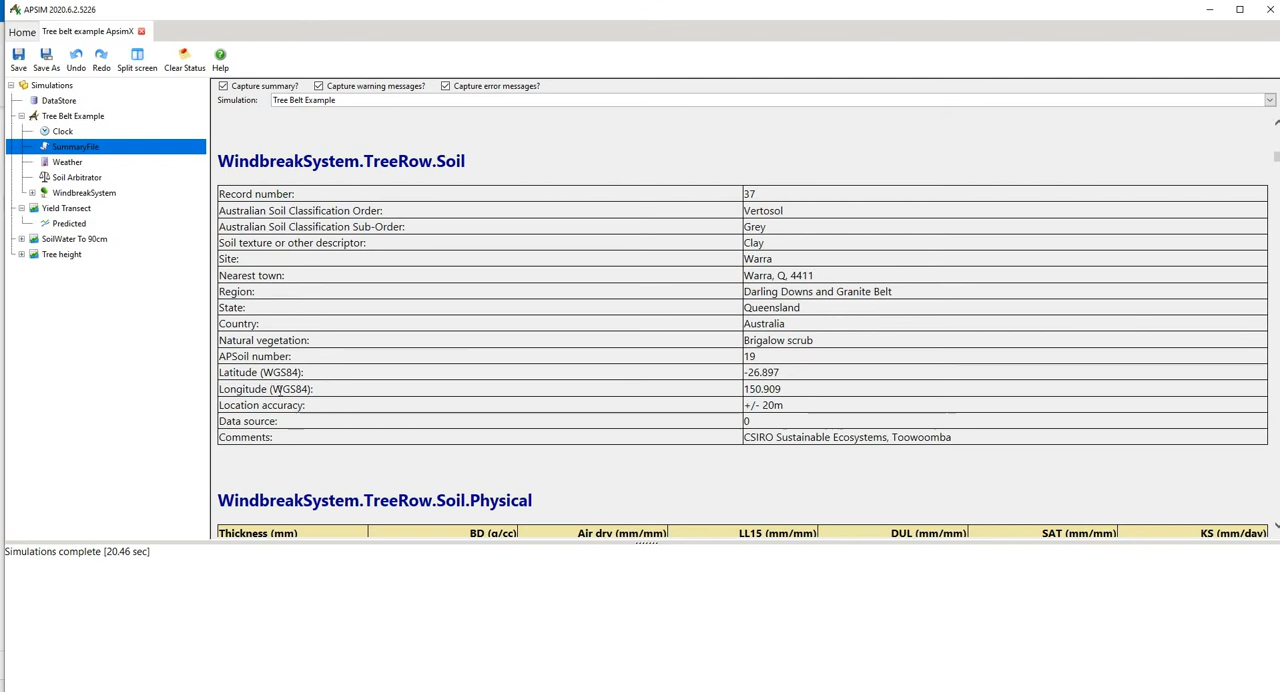 APSIM 2020.6.2.5226
Home Tree belt example ApsimX
Save Save As Undo Redo Split screen Clear Status Help
Simulations
DataStore
Tree Belt Example
Clock
SummaryFile
Weather
Soil Arbitrator
WindbreakSystem
Yield Transect
Predicted
SoilWater To 90cm
Tree height
Capture summary? Capture warning messages? Capture error messages?
Simulation: Tree Belt Example
WindbreakSystem.TreeRow.Soil
Record number: 37
Australian Soil Classification Order: Vertosol
Australian Soil Classification Sub-Order: Grey
Soil texture or other descriptor: Clay
Site: Warra
Nearest town: Warra, Q, 4411
Region: Darling Downs and Granite Belt
State: Queensland
Country: Australia
Natural vegetation: Brigalow scrub
APSoil number: 19
Latitude (WGS84): -26.897
Longitude (WGS84): 150.909
Location accuracy: +/- 20m
Data source: 0
Comments: CSIRO Sustainable Ecosystems, Toowoomba
WindbreakSystem.TreeRow.Soil.Physical
Thickness (mm) BD (g/cc) Air dry (mm/mm) LL15 (mm/mm) DUL (mm/mm) SAT (mm/mm) KS (mm/day)
Simulations complete [20.46 sec]